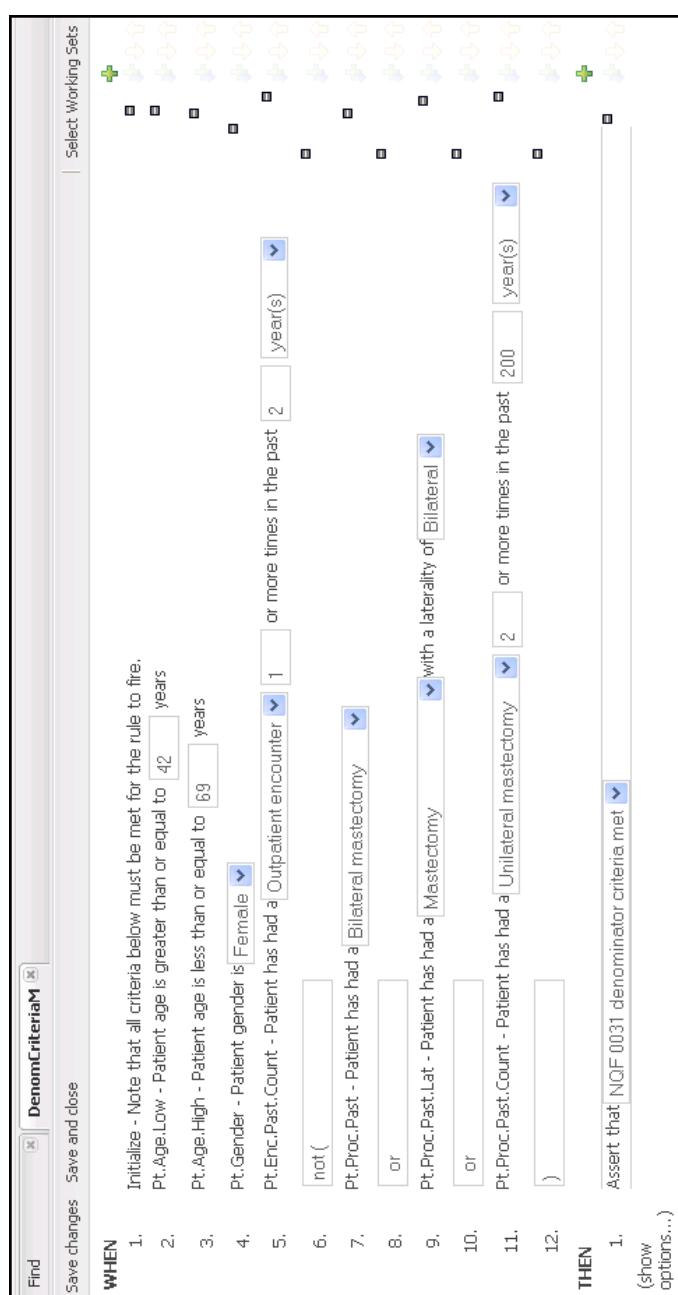 Find DenomCriteriaM
Save changes Save and close Select Working Sets
WHEN
1. Initialize - Note that all criteria below must be met for the rule to fire.
2. Pt.Age.Low - Patient age is greater than or equal to 42 years
3. Pt.Age.High - Patient age is less than or equal to 69 years
4. Pt.Gender - Patient gender is Female
5. Pt.Enc.Past.Count - Patient has had a Outpatient encounter 1 or more times in the past 2 year(s)
6. not (
7. Pt.Proc.Past - Patient has had a Bilateral mastectomy
8. or
9. Pt.Proc.Past.Lat - Patient has had a Mastectomy with a laterality of Bilateral
10. or
11. Pt.Proc.Past.Count - Patient has had a Unilateral mastectomy 2 or more times in the past 200 year(s)
12. )
THEN
1. Assert that NQF 0031 denominator criteria met
(show
options...)